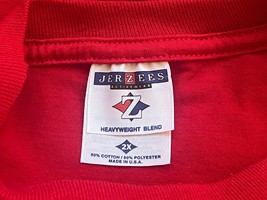 JERZEES
ACTIVEWEAR
Z
HEAVYWEIGHT BLEND
2X
50% COTTON / 50% POLYESTER
MADE IN U.S.A.